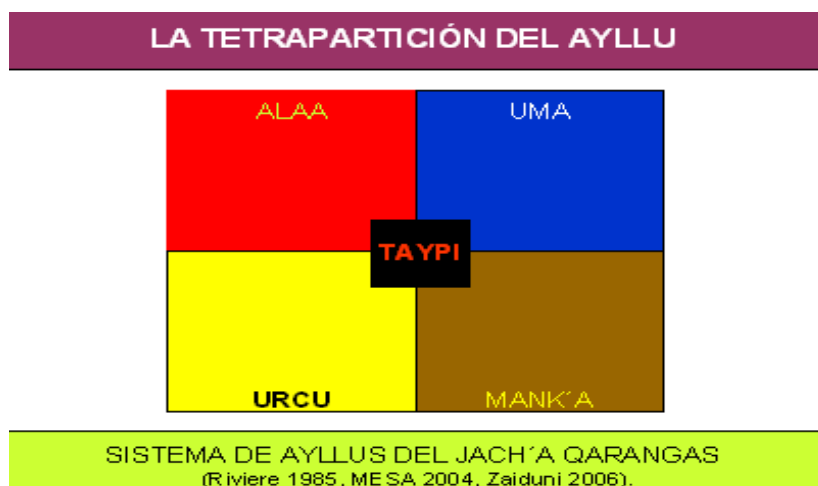 LA TETRAPARTICIÓN DEL AYLLU
ALAA UMA
TAYPI
URCU MANK´A
SISTEMA DE AYLLUS DEL JACH´A QARANGAS
(Riviere 1985, MESA 2004, Zaiduni 2006).